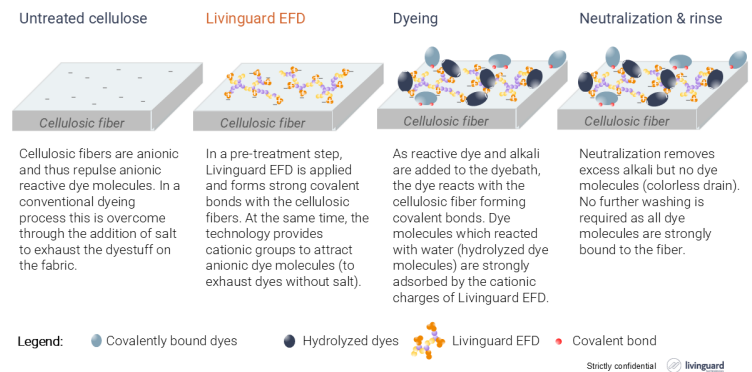 Untreated cellulose
Livinguard EFD
Dyeing
Neutralization & rinse
Cellulosic fiber
Cellulosic fiber
Cellulosic fiber
Cellulosic fiber
Cellulosic fibers are anionic
and thus repulse anionic
reactive dye molecules. In a
conventional dyeing
process this is overcome
through the addition of salt
to exhaust the dyestuff on
the fabric.
In a pre-treatment step,
Livinguard EFD is applied
and forms strong covalent
bonds with the cellulosic
fibers. At the same time, the
technology provides
cationic groups to attract
anionic dye molecules (to
exhaust dyes without salt).
As reactive dye and alkali
are added to the dyebath,
the dye reacts with the
cellulosic fiber forming
covalent bonds. Dye
molecules which reacted
with water (hydrolyzed dye
molecules) are strongly
adsorbed by the cationic
charges of Livinguard EFD.
Neutralization removes
excess alkali but no dye
molecules (colorless drain).
No further washing is
required as all dye
molecules are strongly
bound to the fiber.
Legend:
Covalently bound dyes
Hydrolyzed dyes
Livinguard EFD
Covalent bond
Strictly confidential
livinguard